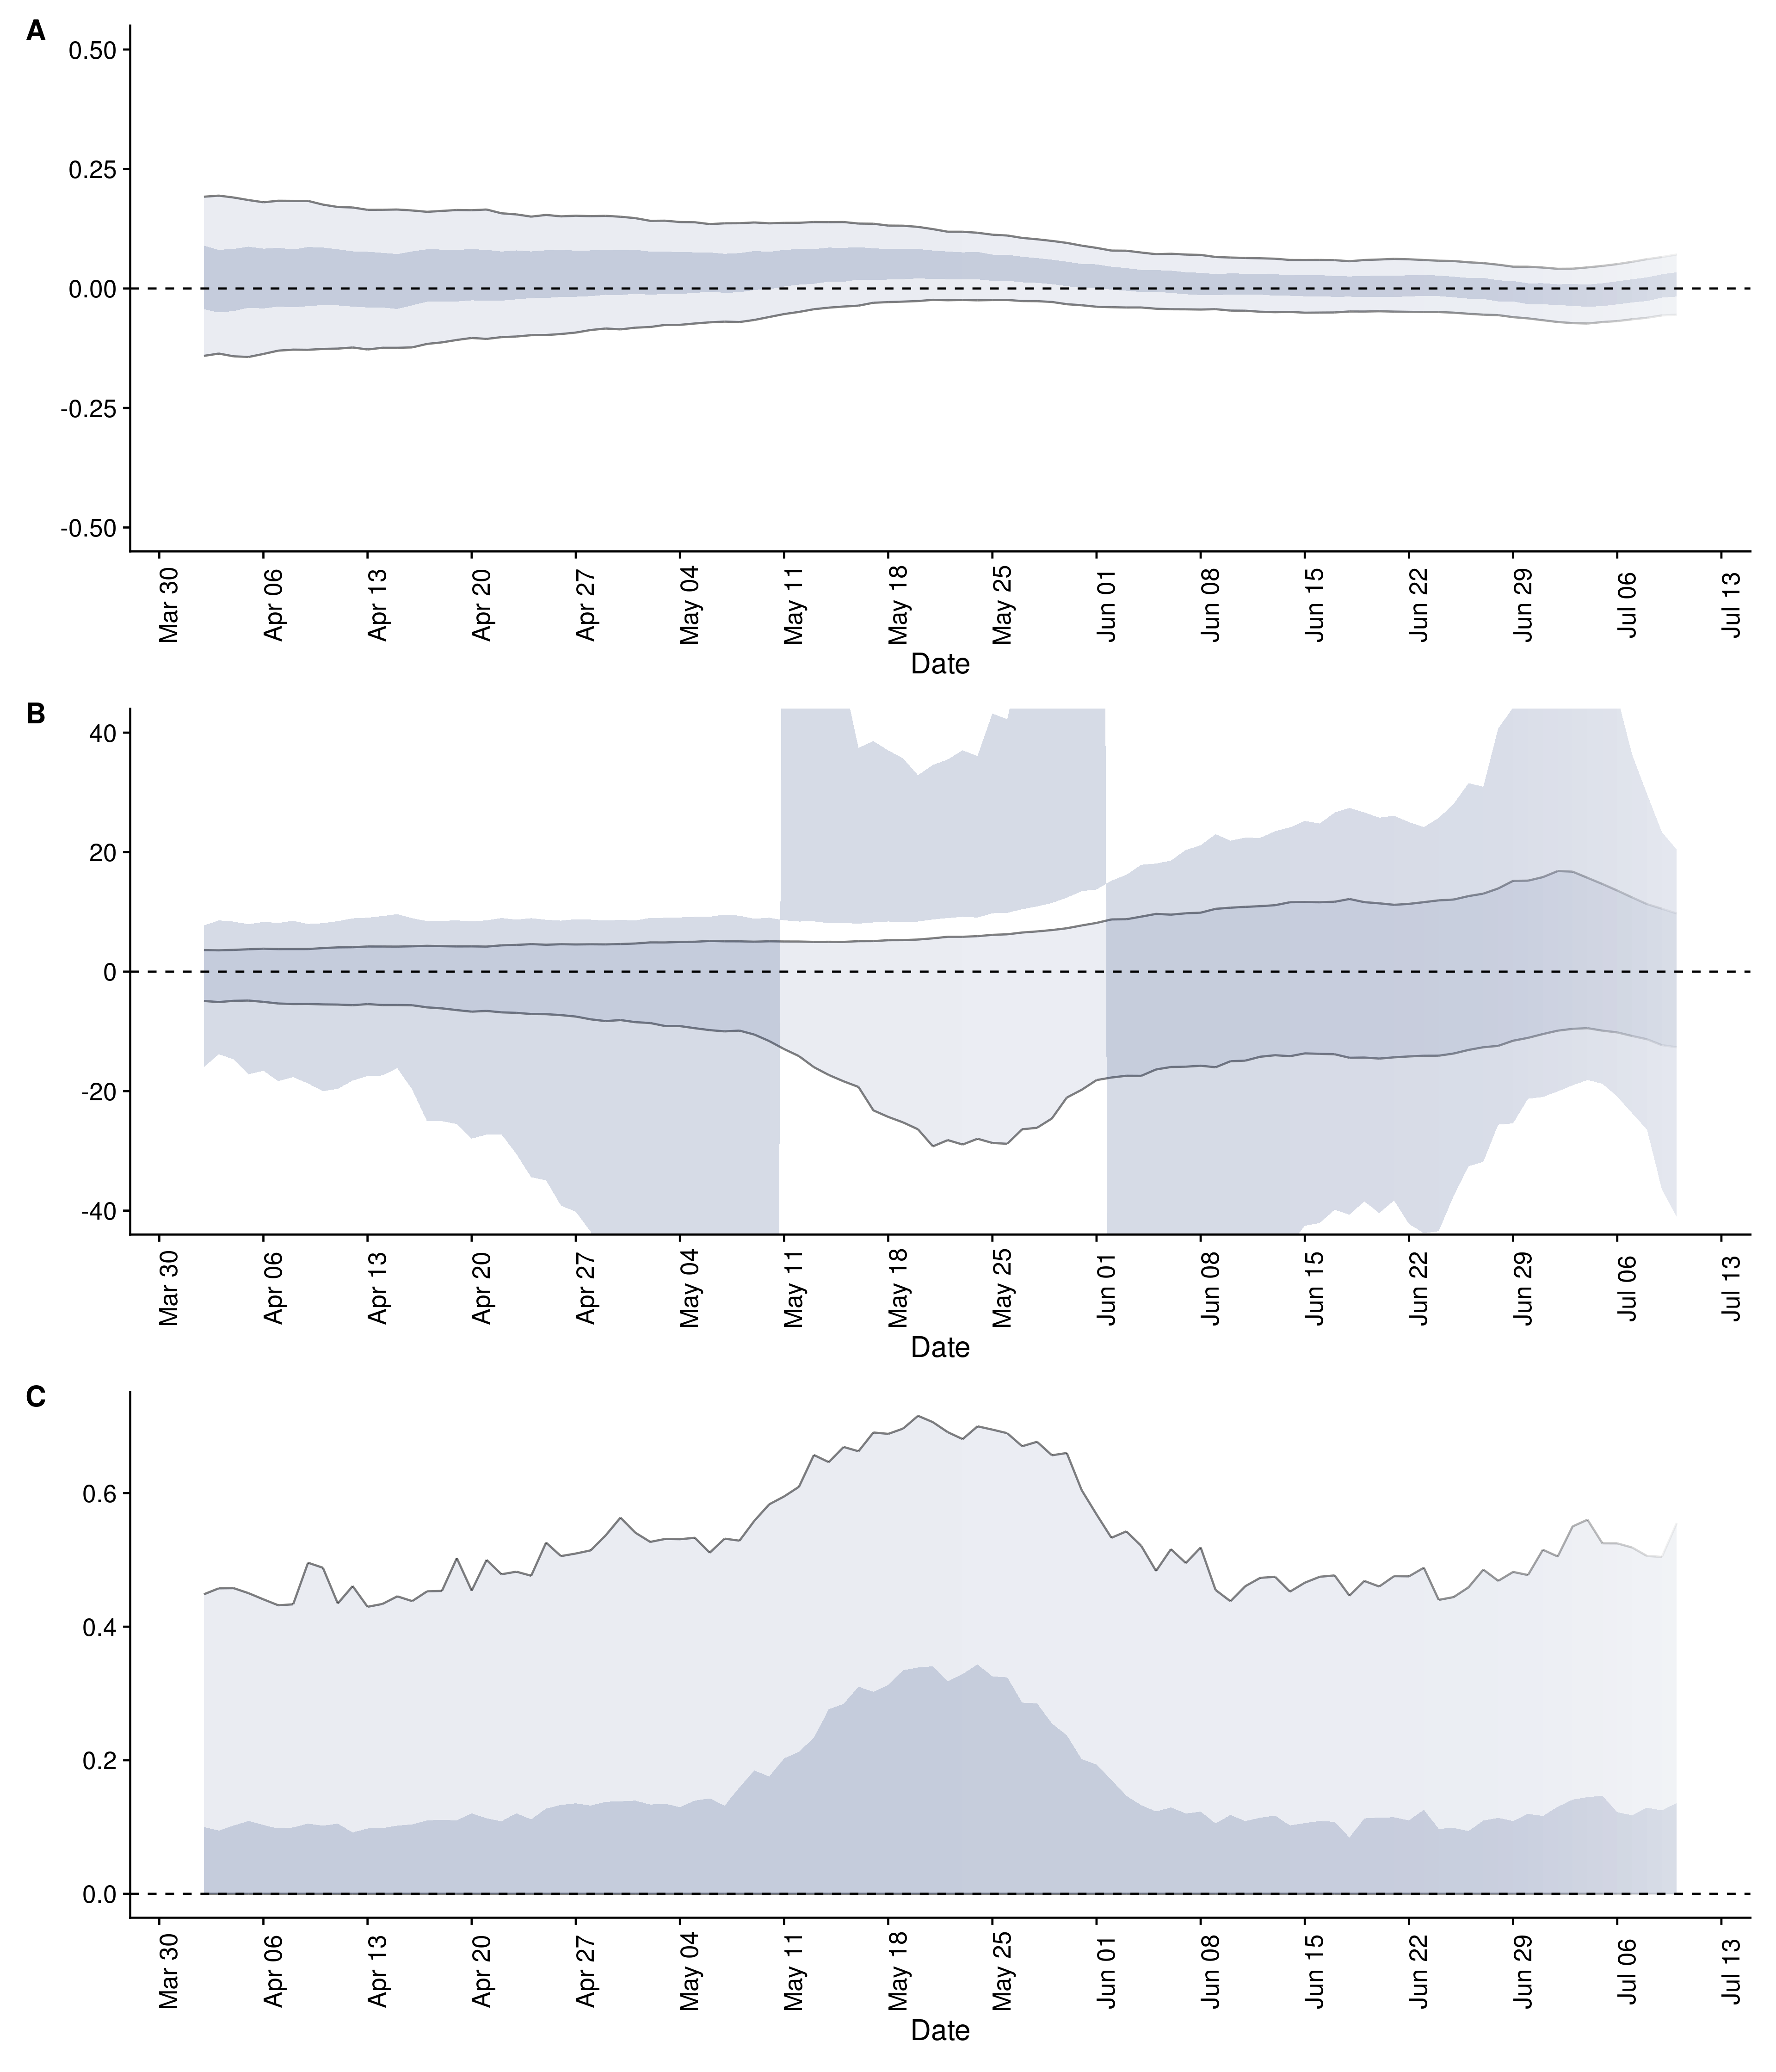 A
0.50
0.25
0.00
-0.25
-0.50
Mar 30
Apr 06
Apr 13
Apr 20
Apr 27
May 04
May 11
May 18
May 25
Jun 01
Jun 08
Jun 15
Jun 22
Jun 29
Jul 06
Jul 13
Date
B
40
20
0
-20
-40
Mar 30
Apr 06
Apr 13
Apr 20
Apr 27
May 04
May 11
May 18
May 25
Jun 01
Jun 08
Jun 15
Jun 22
Jun 29
Jul 06
Jul 13
Date
C
0.6
0.4
0.2
0.0
Mar 30
Apr 06
Apr 13
Apr 20
Apr 27
May 04
May 11
May 18
May 25
Jun 01
Jun 08
Jun 15
Jun 22
Jun 29
Jul 06
Jul 13
Date